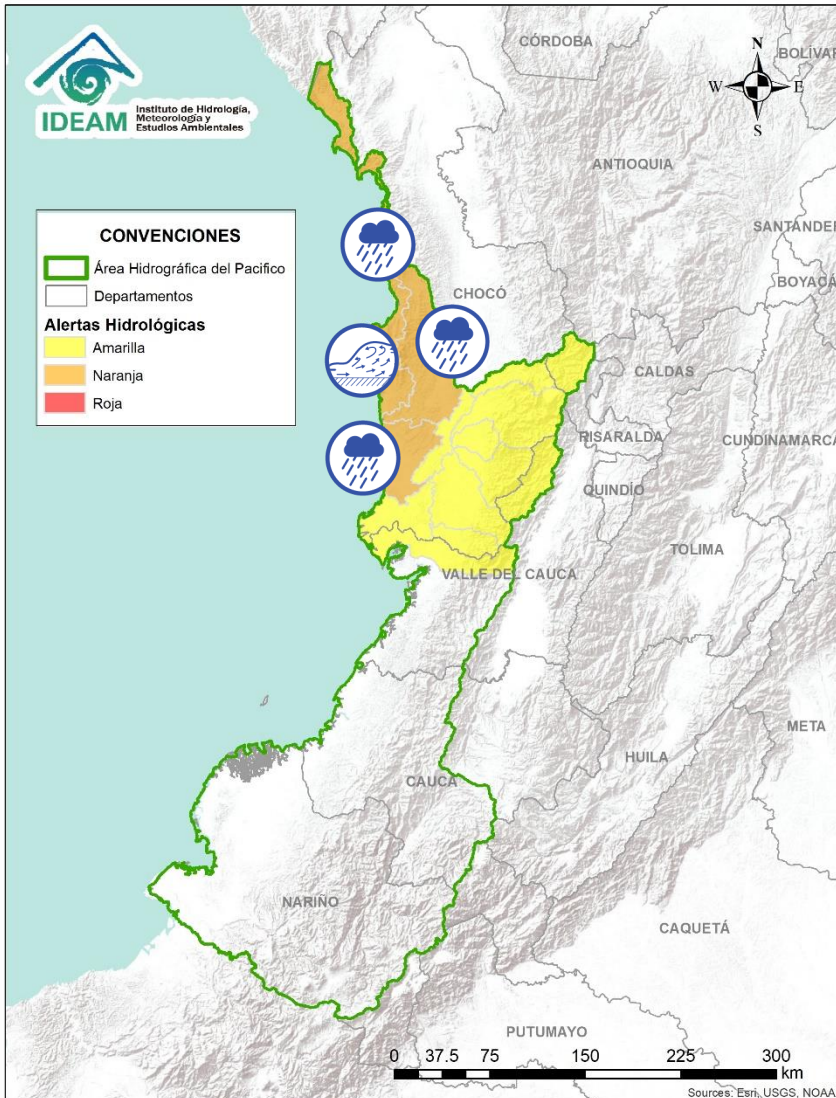 IDEAM
Instituto de Hidrología,
Meteorología y
Estudios Ambientales
CÓRDOBA
BOLÍVAR
N
W
E
S
ANTIOQUIA
SANTANDER
BOYACÁ
CONVENCIONES
Área Hidrográfica del Pacifico
Departamentos
Alertas Hidrológicas
Amarilla
Naranja
Roja
CHOCÓ
CALDAS
RISARALDA
CUNDINAMARCA
QUINDÍO
TOLIMA
VALLE DEL CAUCA
META
HUILA
CAUCA
NARIÑO
CAQUETÁ
PUTUMAYO
0 37.5 75 150 225 300
km
Sources: Esri, USGS, NOAA